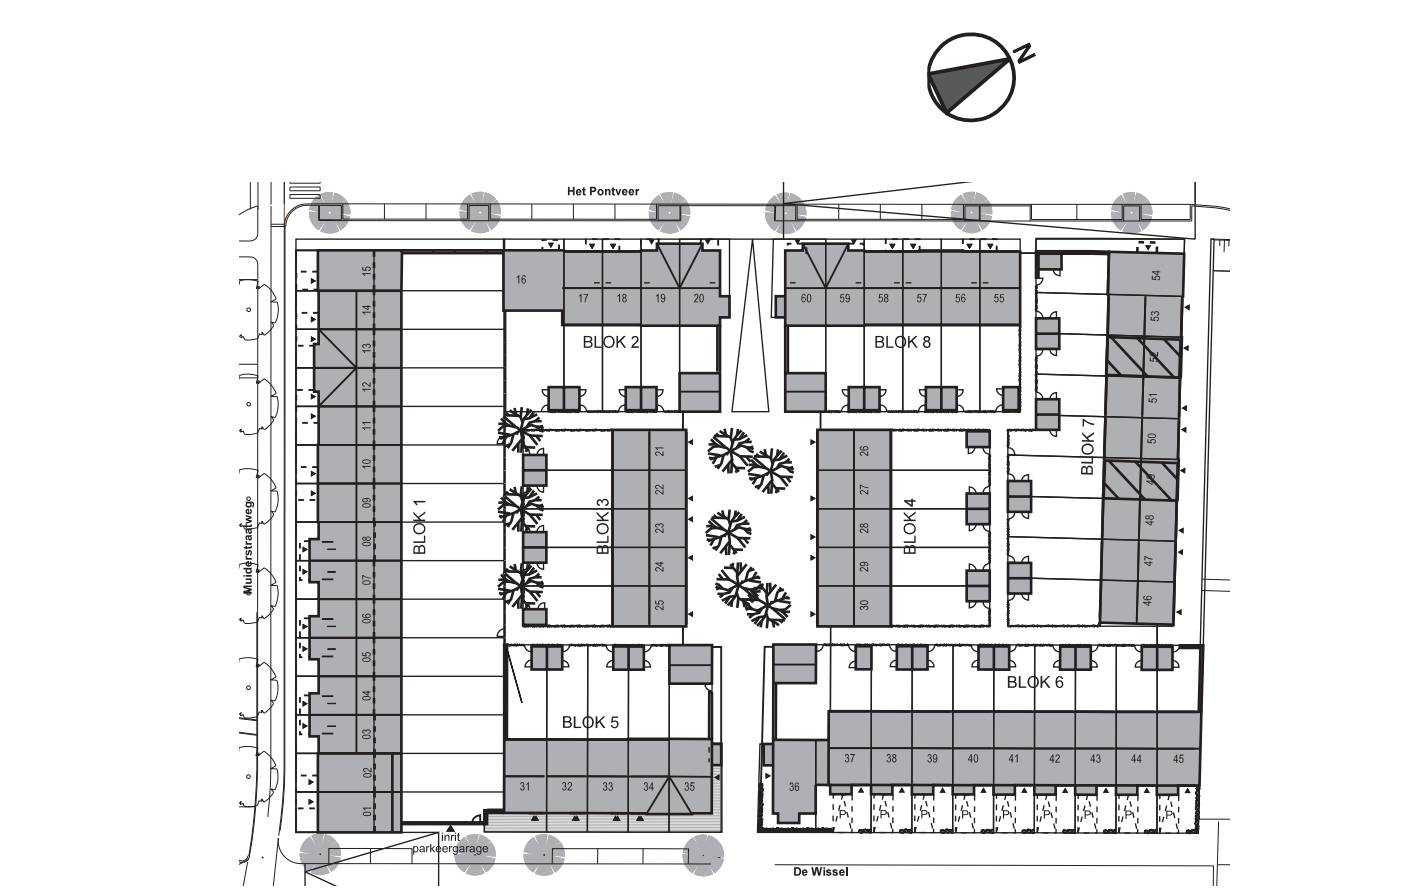 N
Het Pontveer
15
14
13
12
11
10
09
08
07
06
05
04
03
02
01
BLOK 1
Muiderstraatweg
16
17 18 19 20
BLOK 2
60 59 58 57 56 55
BLOK 8
54
53
52
51
50
49
48
47
46
BLOK 7
21
22
23
24
25
BLOK 3
26
27
28
29
30
BLOK 4
BLOK 5
31 32 33 34 35
BLOK 6
36
37 38 39 40 41 42 43 44 45
P P P P P P P P P
inrit
parkeergarage
De Wissel